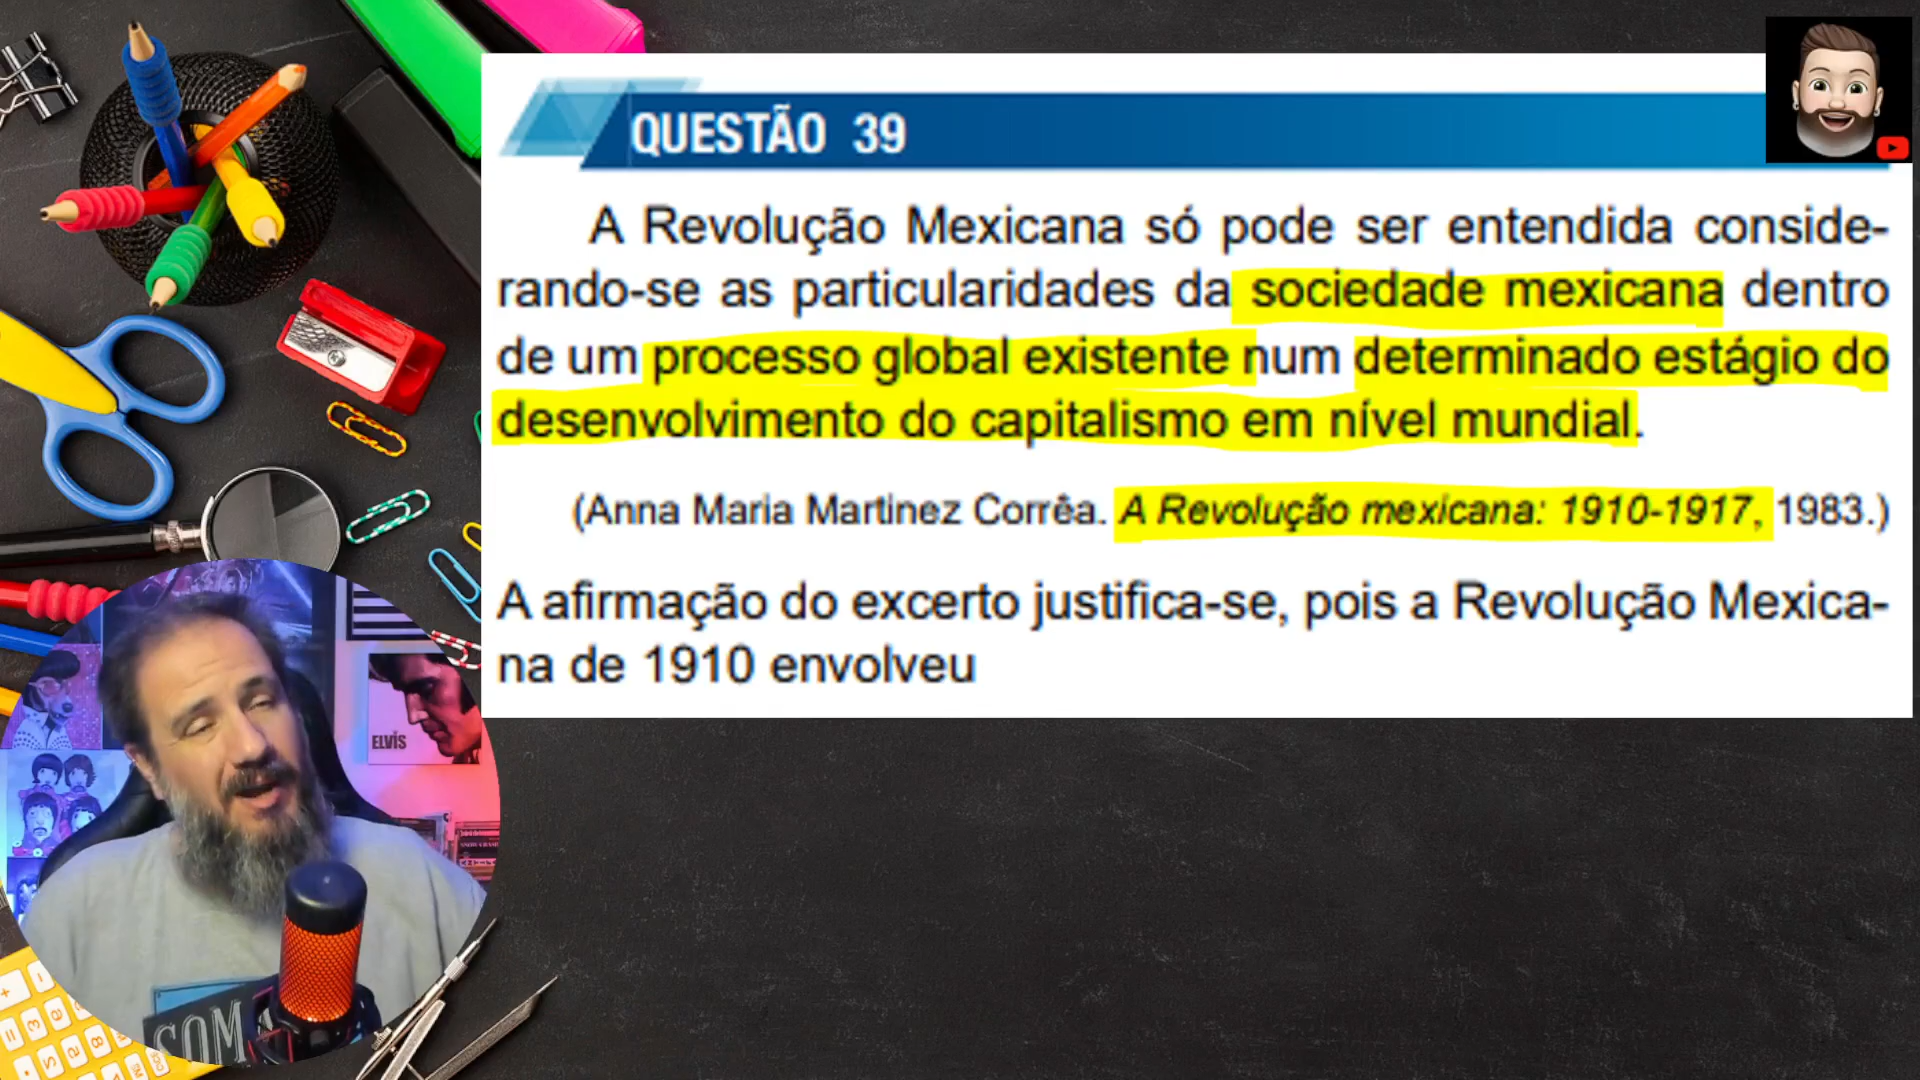 QUESTÃO 39
A Revolução Mexicana só pode ser entendida conside-
rando-se as particularidades da sociedade mexicana dentro
de um processo global existente num determinado estágio do
desenvolvimento do capitalismo em nível mundial.
(Anna Maria Martinez Corrêa. A Revolução mexicana: 1910-1917, 1983.)
A afirmação do excerto justifica-se, pois a Revolução Mexica-
na de 1910 envolveu
ELVIS
SOM